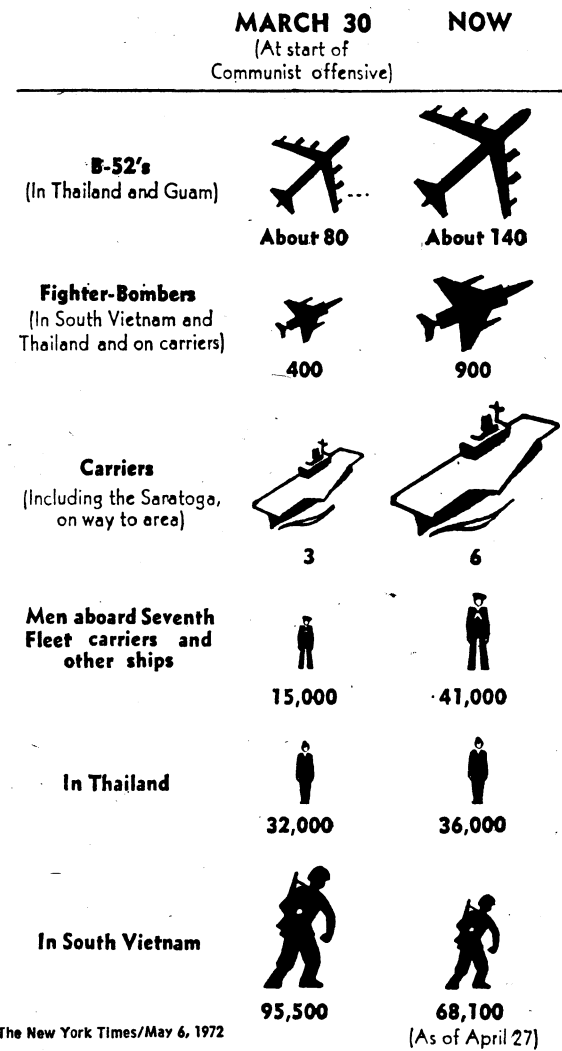 MARCH 30 NOW
(At start of
Communist offensive)
B-52's
(In Thailand and Guam)
About 80 About 140
Fighter-Bombers
(In South Vietnam and
Thailand and on carriers)
400 900
Carriers
(Including the Saratoga,
on way to area)
3 6
Men aboard Seventh
Fleet carriers and
other ships
15,000 41,000
In Thailand
32,000 36,000
In South Vietnam
95,500 68,100
(As of April 27)
The New York Times/May 6, 1972